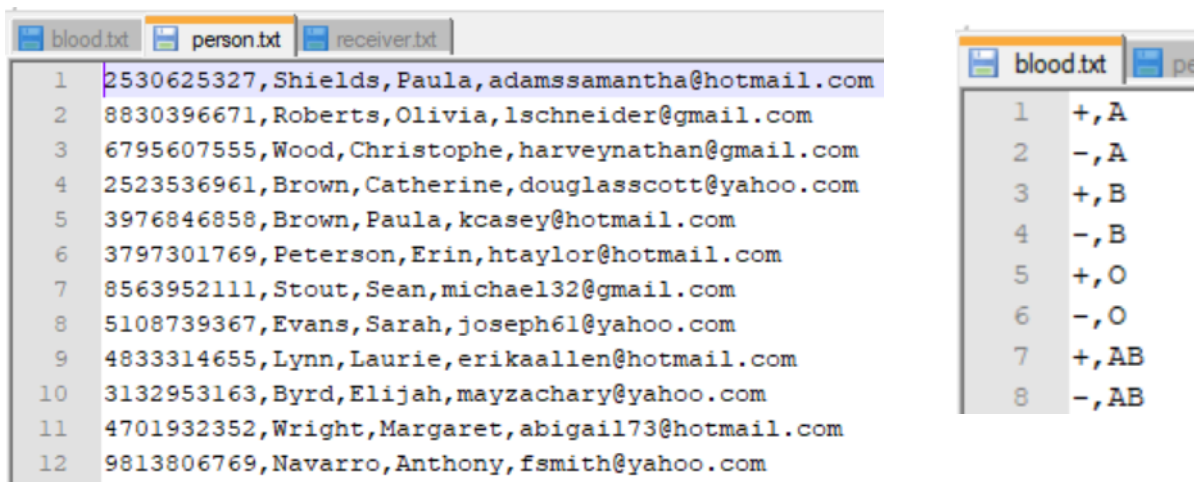 blood.txt person.txt receiver.txt
1 2530625327,Shields,Paula,adamssamantha@hotmail.com
2 8830396671,Roberts,Olivia,lschneider@gmail.com
3 6795607555,Wood,Christophe,harveynathan@gmail.com
4 2523536961,Brown,Catherine,douglasscott@yahoo.com
5 3976846858,Brown,Paula,kcasey@hotmail.com
6 3797301769,Peterson,Erin,htaylor@hotmail.com
7 8563952111,Stout,Sean,michael32@gmail.com
8 5108739367,Evans,Sarah,joseph61@yahoo.com
9 4833314655,Lynn,Laurie,erikaallen@hotmail.com
10 3132953163,Byrd,Elijah,mayzachary@yahoo.com
11 4701932352,Wright,Margaret,abigail73@hotmail.com
12 9813806769,Navarro,Anthony,fsmith@yahoo.com
blood.txt pe
1 +,A
2 -,A
3 +,B
4 -,B
5 +,O
6 -,O
7 +,AB
8 -,AB